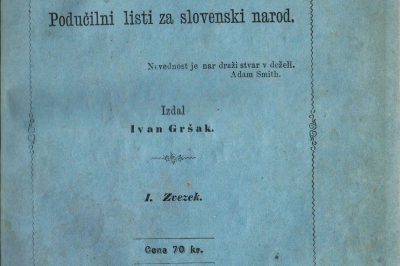 Podučilni listi za slovenski narod.
Nevednost je nar draži stvar v deželi.
Adam Smith.
Izdal
Ivan Gršak.
I. Zvezek.
Cena 70 kr.